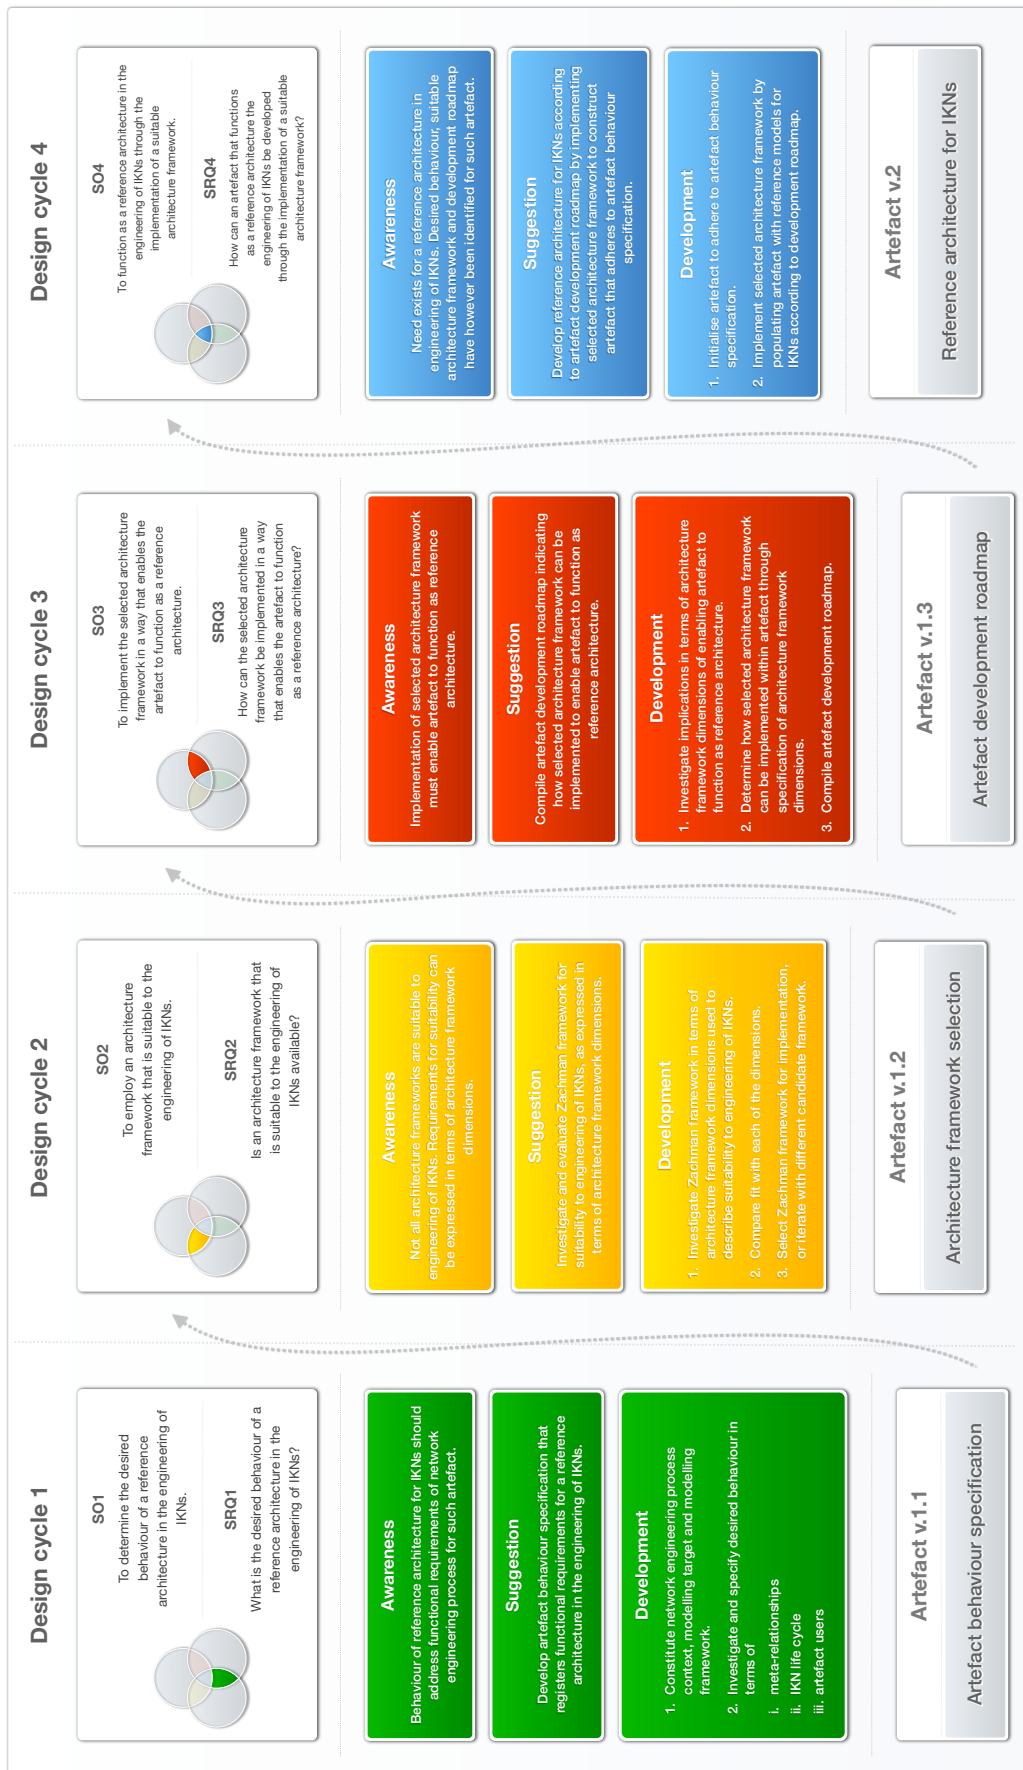 Design cycle 1
SO1
To determine the desired
behaviour of a reference
architecture in the engineering of
IKNs.
SRQ1
What is the desired behaviour of a
reference architecture in the
engineering of IKNs?
Awareness
Behaviour of reference architecture for IKNs should
address functional requirements of network
engineering process for such artefact.
Suggestion
Develop artefact behaviour specification that
registers functional requirements for a reference
architecture in the engineering of IKNs.
Development
1. Constitute network engineering process
context, modelling target and modelling
framework.
2. Investigate and specify desired behaviour in
terms of
i. meta-relationships
ii. IKN life cycle
iii. artefact users
Artefact v.1.1
Artefact behaviour specification
Design cycle 2
SO2
To employ an architecture
framework that is suitable to the
engineering of IKNs.
SRQ2
Is an architecture framework that
is suitable to the engineering of
IKNs available?
Awareness
Not all architecture frameworks are suitable to
engineering of IKNs. Requirements for suitability can
be expressed in terms of architecture framework
dimensions.
Suggestion
Investigate and evaluate Zachman framework for
suitability to engineering of IKNs, as expressed in
terms of architecture framework dimensions.
Development
1. Investigate Zachman framework in terms of
architecture framework dimensions used to
describe suitability to engineering of IKNs.
2. Compare fit with each of the dimensions.
3. Select Zachman framework for implementation,
or iterate with different candidate framework.
Artefact v.1.2
Architecture framework selection
Design cycle 3
SO3
To implement the selected architecture
framework in a way that enables the
artefact to function as a reference
architecture.
SRQ3
How can the selected architecture
framework be implemented in a way
that enables the artefact to function
as a reference architecture?
Awareness
Implementation of selected architecture framework
must enable artefact to function as reference
architecture.
Suggestion
Compile artefact development roadmap indicating
how selected architecture framework can be
implemented to enable artefact to function as
reference architecture.
Development
1. Investigate implications in terms of architecture
framework dimensions of enabling artefact to
function as reference architecture.
2. Determine how selected architecture framework
can be implemented within artefact through
specification of architecture framework
dimensions.
3. Compile artefact development roadmap.
Artefact v.1.3
Artefact development roadmap
Design cycle 4
SO4
To function as a reference architecture in the
engineering of IKNs through the
implementation of a suitable
architecture framework.
SRQ4
How can an artefact that functions
as a reference architecture the
engineering of IKNs be developed
through the implementation of a suitable
architecture framework?
Awareness
Need exists for a reference architecture in
engineering of IKNs. Desired behaviour, suitable
architecture framework and development roadmap
have however been identified for such artefact.
Suggestion
Develop reference architecture for IKNs according
to artefact development roadmap by implementing
selected architecture framework to construct
artefact that adheres to artefact behaviour
specification.
Development
1. Initialise artefact to adhere to artefact behaviour
specification.
2. Implement selected architecture framework by
populating artefact with reference models for
IKNs according to development roadmap.
Artefact v.2
Reference architecture for IKNs